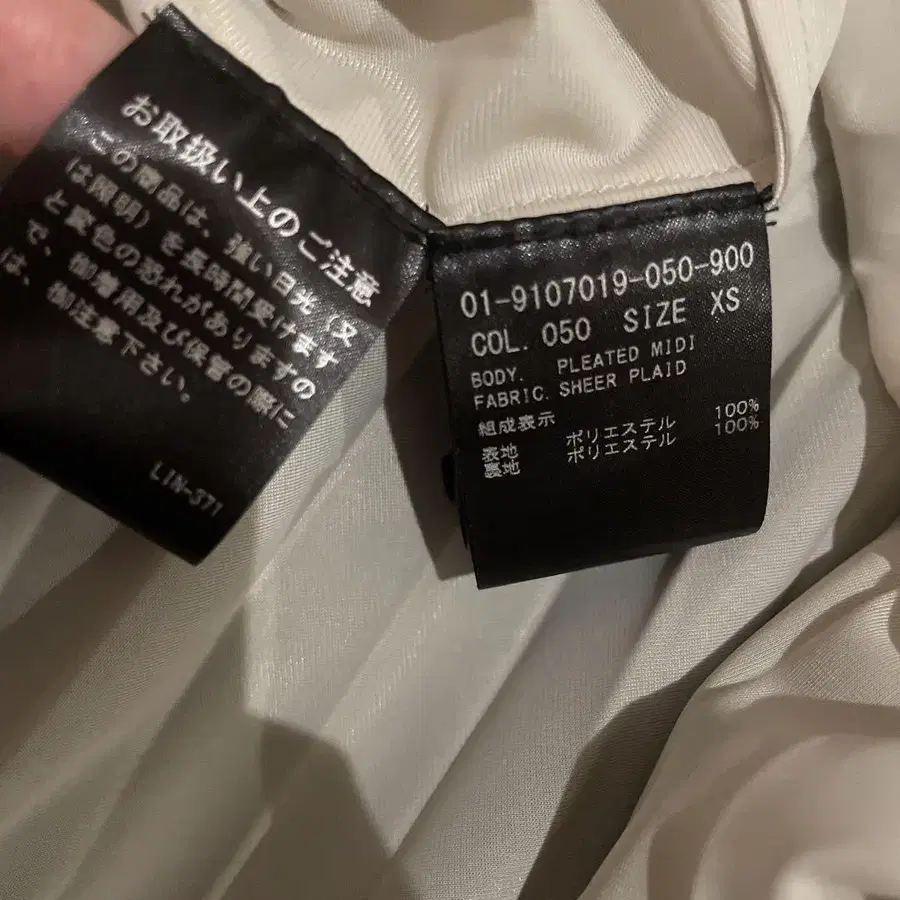 お取扱い上のご注意
この商品は、強い日光（又
は照明）を長時間受けます
と変色の恐れがありますの
で、御着用及び保管の際に
は、御注意下さい。
LIN-371
01-9107019-050-900
COL. 050 SIZE XS
BODY. PLEATED MIDI
FABRIC. SHEER PLAID
組成表示
表地 ポリエステル 100%
裏地 ポリエステル 100%